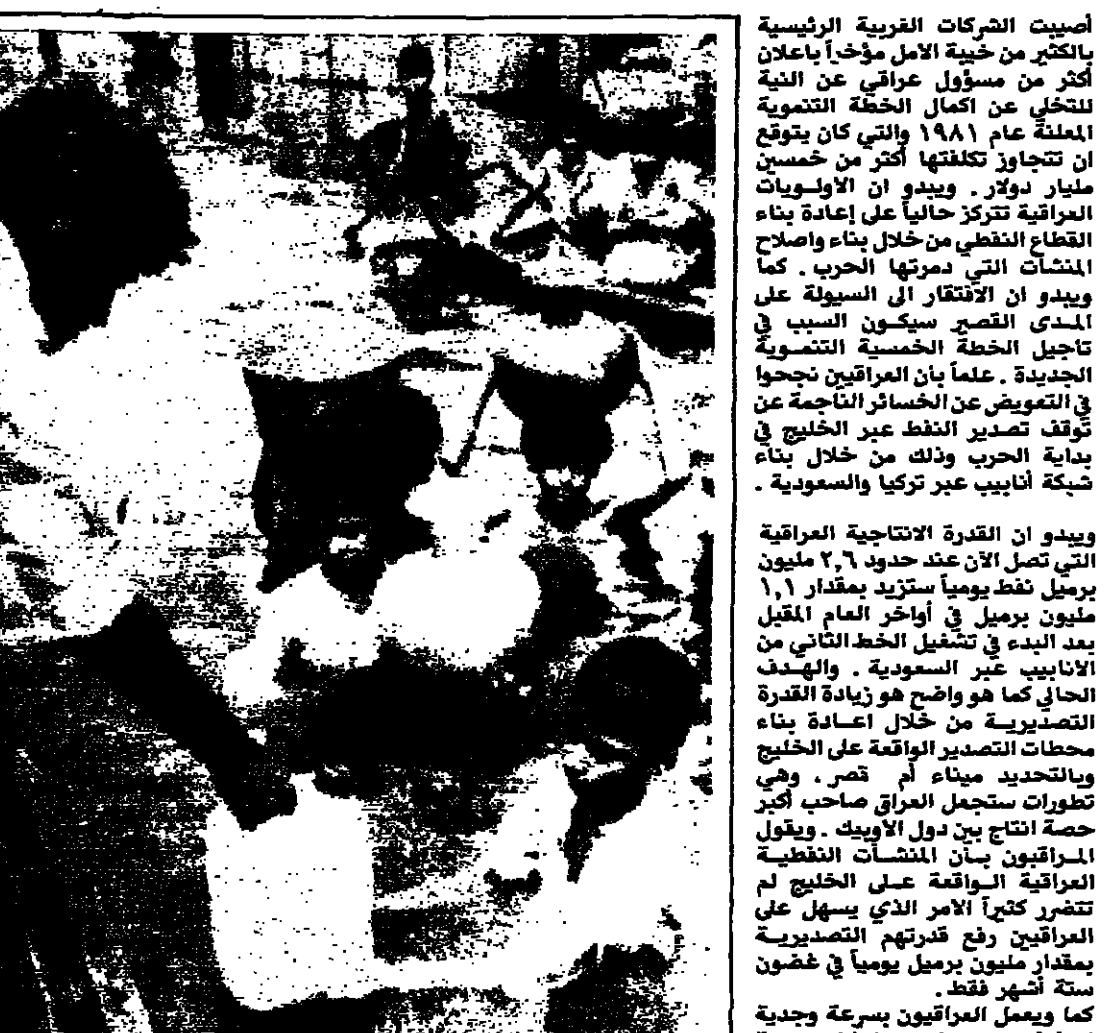 أصيبت الشركات الغربية الرئيسية
بالكثير من خيبة الامل مؤخراً باعلان
أكثر من مسؤول عراقي عن النية
للتخلي عن اكمال الخطة التنموية
المعلنة عام ١٩٨١ والتي كان يتوقع
ان تتجاوز تكلفتها أكثر من خمسين
مليار دولار . ويبدو ان الاولويات
العراقية تتركز حالياً على إعادة بناء
القطاع النفطي من خلال بناء واصلاح
المنشآت التي دمرتها الحرب . كما
ويبدو ان الافتقار الى السيولة على
المدى القصير سيكون السبب في
تأجيل الخطة الخمسية التنموية
الجديدة . علماً بأن العراقيين نجحوا
في التعويض عن الخسائر الناجمة عن
توقف تصدير النفط عبر الخليج في
بداية الحرب وذلك من خلال بناء
شبكة أنابيب عبر تركيا والسعودية .
ويبدو ان القدرة الانتاجية العراقية
التي تصل الآن عند حدود ٢,٦ مليون
برميل نفط يومياً ستزيد بمقدار ١,١
مليون برميل في أواخر العام المقبل
بعد البدء في تشغيل الخط الثاني من
الانابيب عبر السعودية . والهدف
الحالي كما هو واضح هو زيادة القدرة
التصديرية من خلال اعادة بناء
محطات التصدير الواقعة على الخليج
وبالتحديد ميناء أم قصر . وهي
تطورات ستجعل العراق صاحب أكبر
حصة انتاج بين دول الاوبيك . ويقول
المراقبون بأن المنشآت النفطية
العراقية الواقعة على الخليج لم
تتضرر كثيراً الامر الذي يسهل على
العراقيين رفع قدرتهم التصديرية
بمقدار مليون برميل يومياً في غضون
ستة أشهر فقط .
كما ويعمل العراقيون بسرعة وجدية